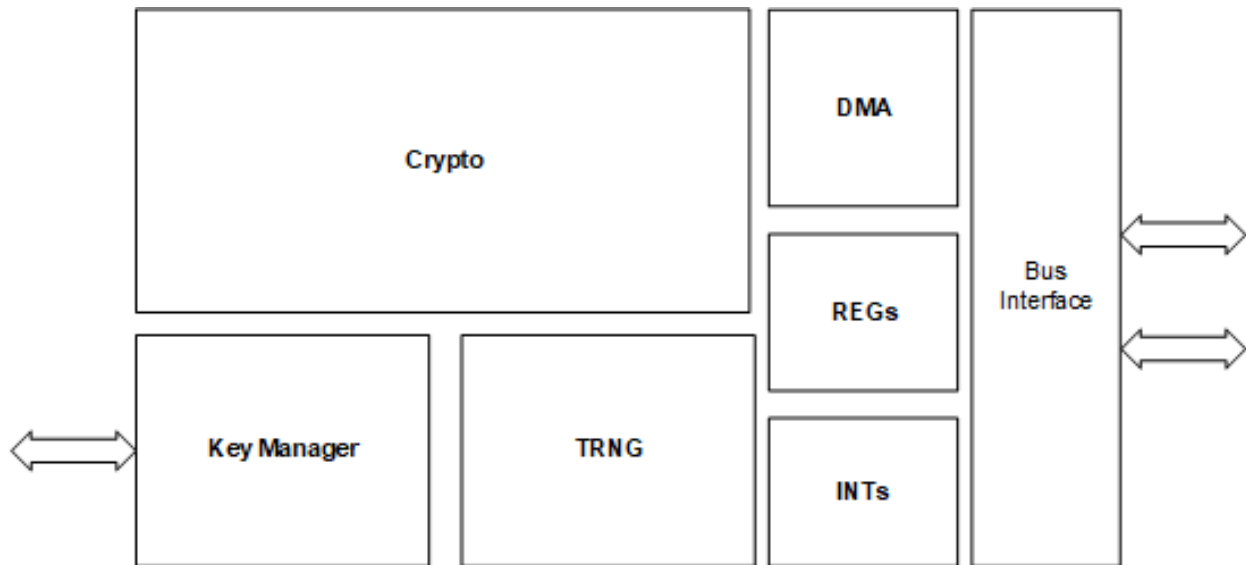 Crypto
DMA
REGs
Bus
Interface
Key Manager
TRNG
INTs